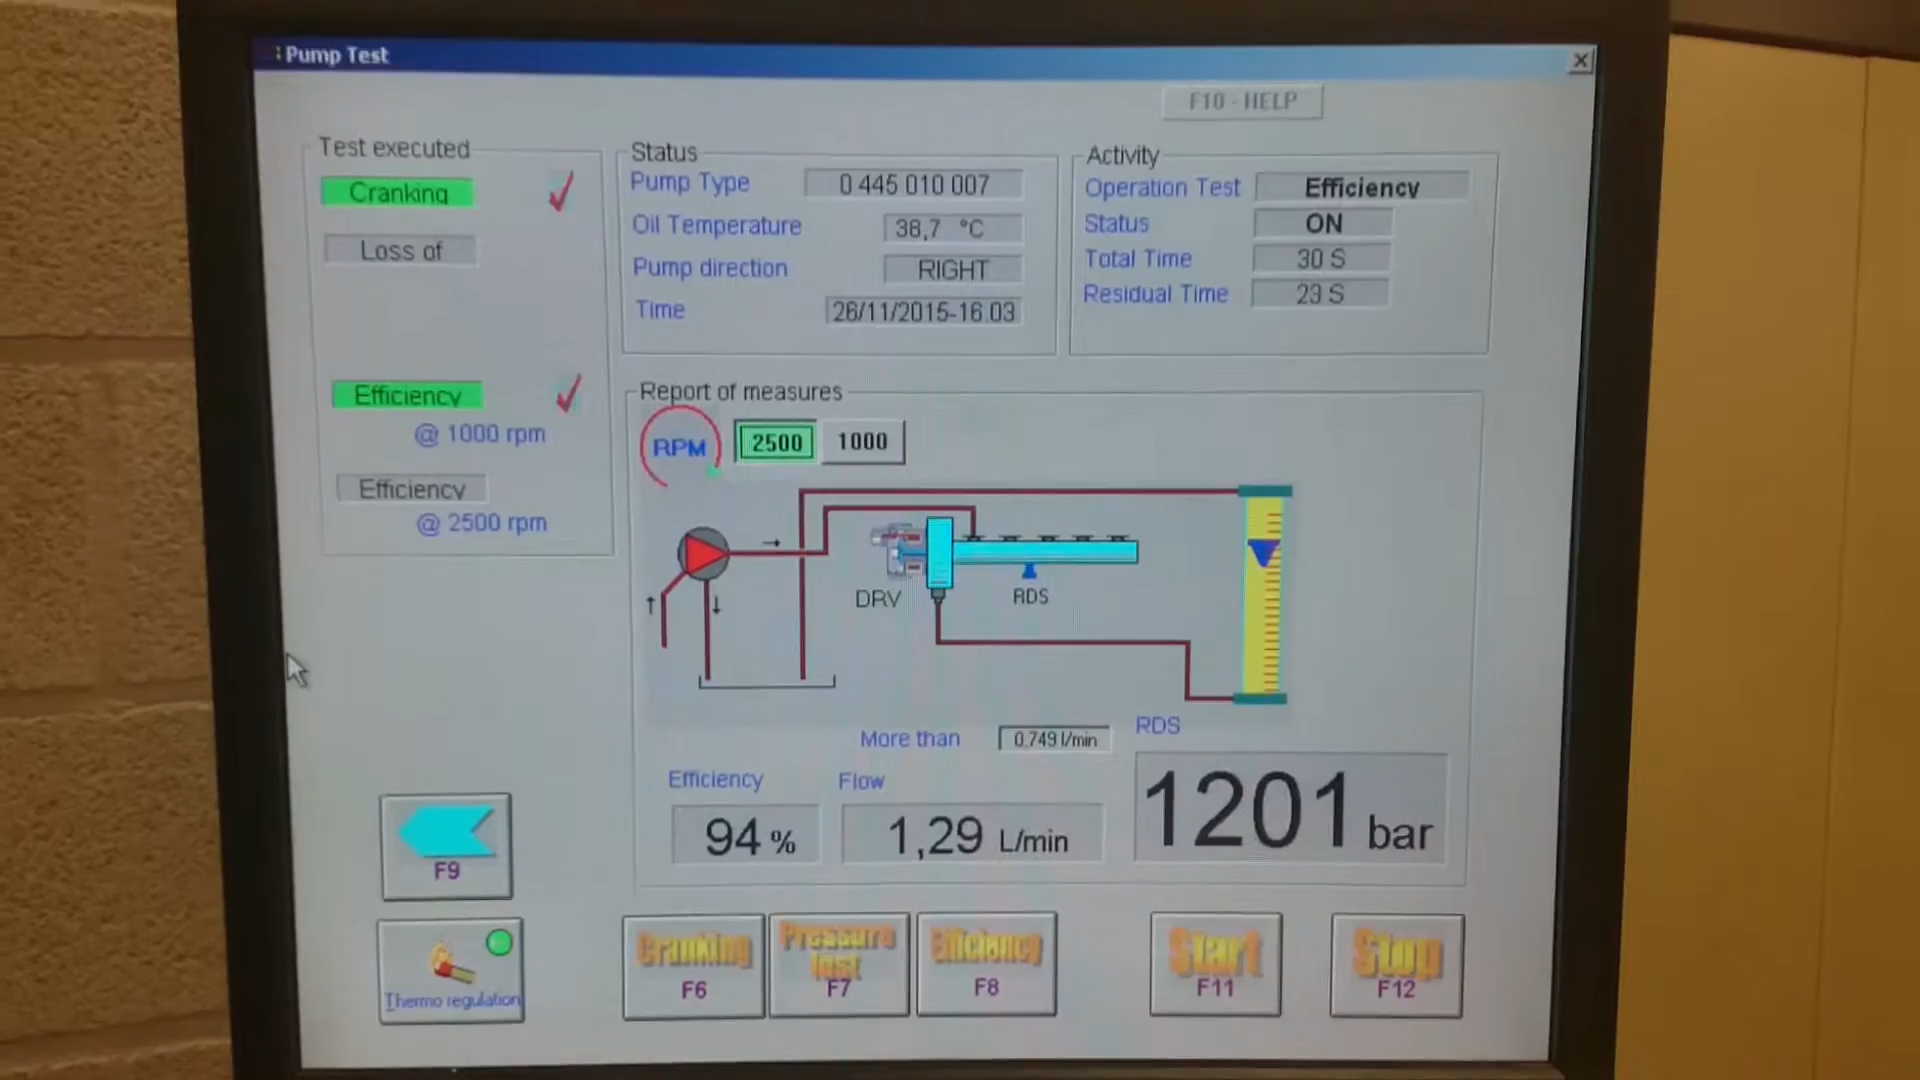 Pump Test
F10 - HELP
Test executed
Cranking
Loss of
Efficiency
@ 1000 rpm
Efficiency
@ 2500 rpm
Status
Pump Type 0 445 010 007
Oil Temperature 38,7 °C
Pump direction RIGHT
Time 26/11/2015-16.03
Activity
Operation Test Efficiency
Status ON
Total Time 30 S
Residual Time 23 S
Report of measures
RPM 2500 1000
DRV RDS
More than 0.749 l/min
RDS
Efficiency Flow
94 % 1,29 L/min 1201 bar
F9
Thermo regulation
Cranking
F6
Pressure
Test
F7
Efficiency
F8
Start
F11
Stop
F12